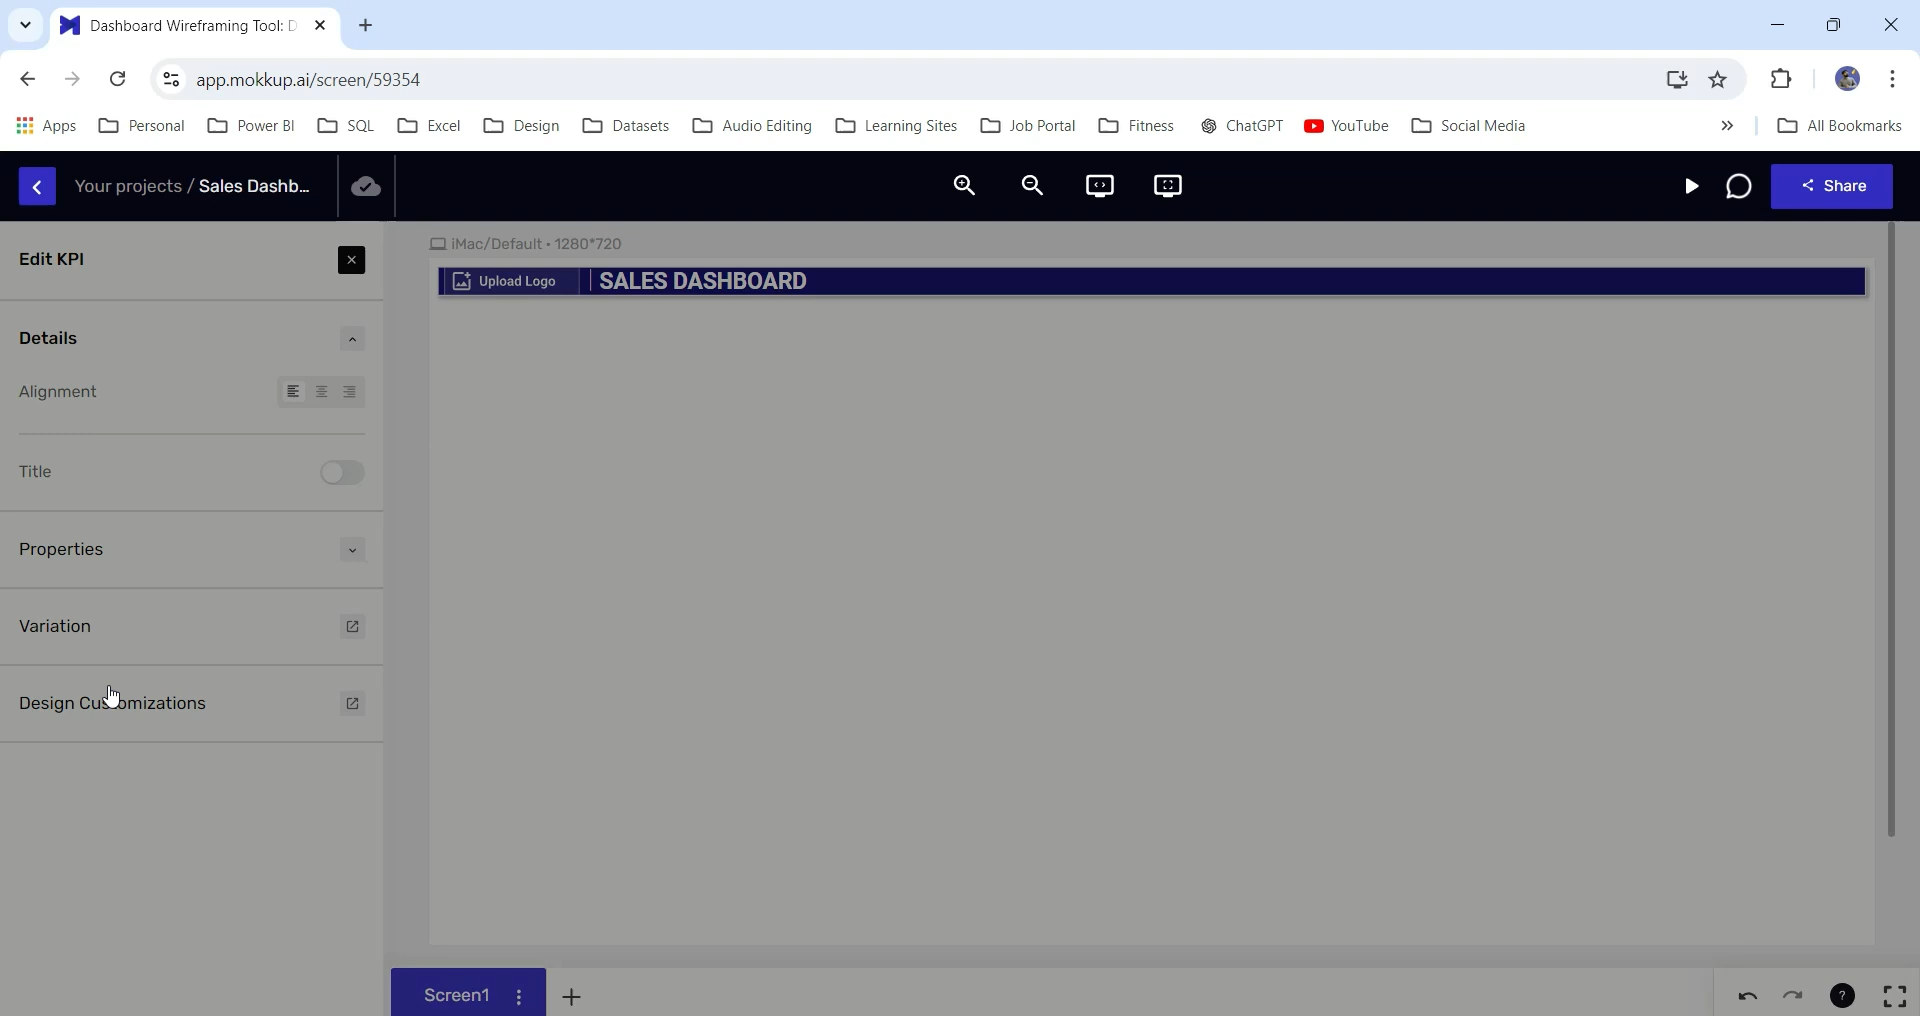 Dashboard Wireframing Tool: D
app.mokkup.ai/screen/59354
Apps Personal Power BI SQL Excel Design Datasets Audio Editing Learning Sites Job Portal Fitness ChatGPT YouTube Social Media » All Bookmarks
Your projects / Sales Dashb... Share
Edit KPI
iMac/Default • 1280*720
Upload Logo SALES DASHBOARD
Details
Alignment
Title
Properties
Variation
Design Customizations
Screen1